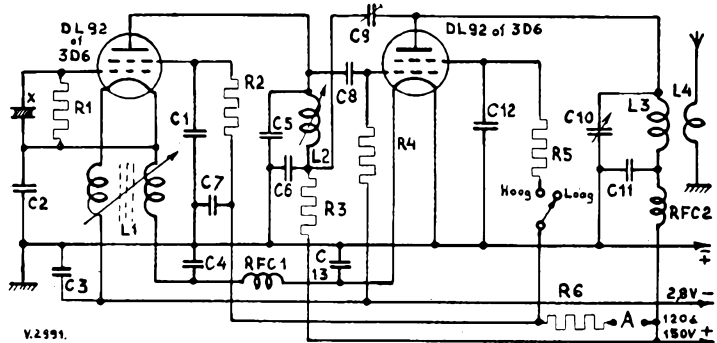 DL92
of
3D6
C9
DL92 of 3D6
X
R1
R2
C1
C5
C8
C12
C10
L3
L4
R4
R5
C2
L1
C7
C6
L2
R3
Hoog
Laag
C11
RFC2
C3
C4
RFC1
C
13
+
R6
2,8V –
A
120à
150V +
V.2991.